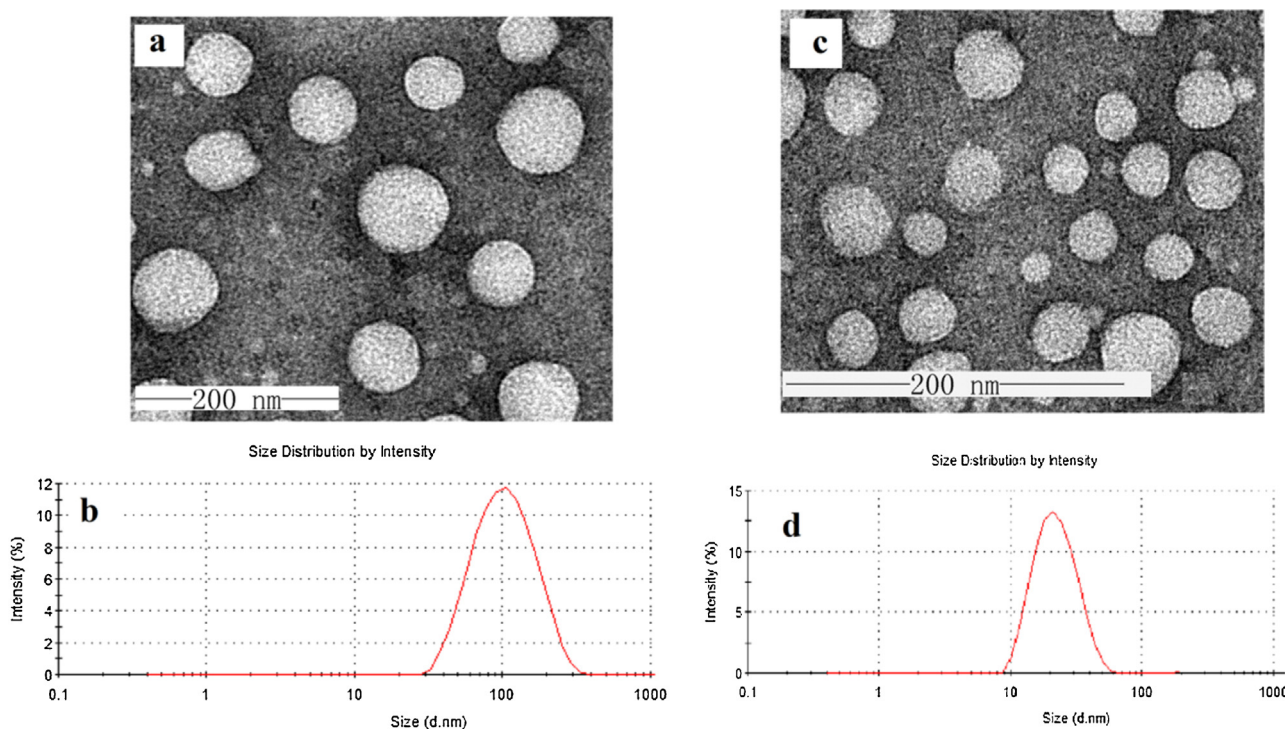 a
200 nm
c
200 nm
Size Distribution by Intensity
b
12
10
8
6
4
2
0
Intensity (%)
0.1
1
10
100
1000
Size (d.nm)
Size Distribution by Intensity
d
15
10
5
0
Intensity (%)
0.1
1
10
100
1000
Size (d.nm)